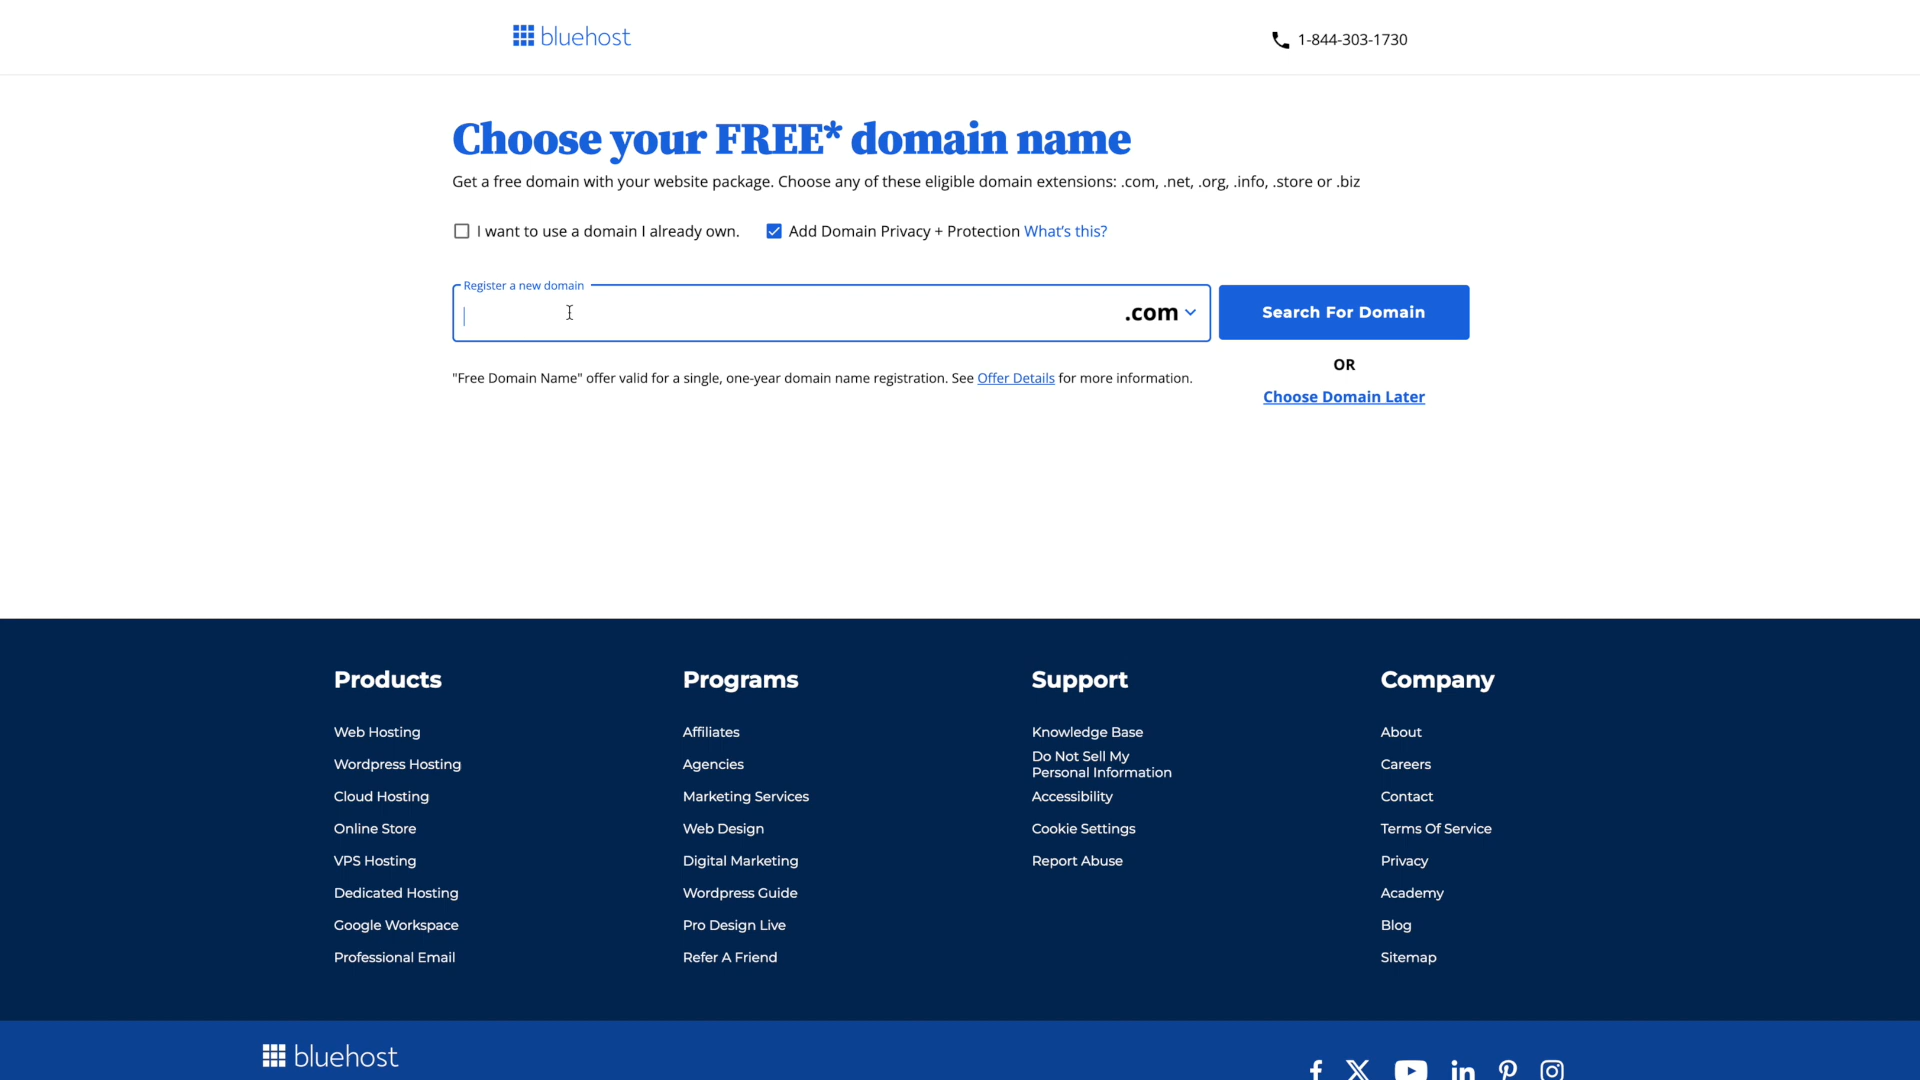 bluehost
1-844-303-1730
Choose your FREE* domain name
Get a free domain with your website package. Choose any of these eligible domain extensions: .com, .net, .org, .info, .store or .biz
I want to use a domain I already own.
Add Domain Privacy + Protection What's this?
Register a new domain
.com
Search For Domain
"Free Domain Name" offer valid for a single, one-year domain name registration. See Offer Details for more information.
OR
Choose Domain Later
Products
Web Hosting
Wordpress Hosting
Cloud Hosting
Online Store
VPS Hosting
Dedicated Hosting
Google Workspace
Professional Email
Programs
Affiliates
Agencies
Marketing Services
Web Design
Digital Marketing
Wordpress Guide
Pro Design Live
Refer A Friend
Support
Knowledge Base
Do Not Sell My
Personal Information
Accessibility
Cookie Settings
Report Abuse
Company
About
Careers
Contact
Terms Of Service
Privacy
Academy
Blog
Sitemap
bluehost